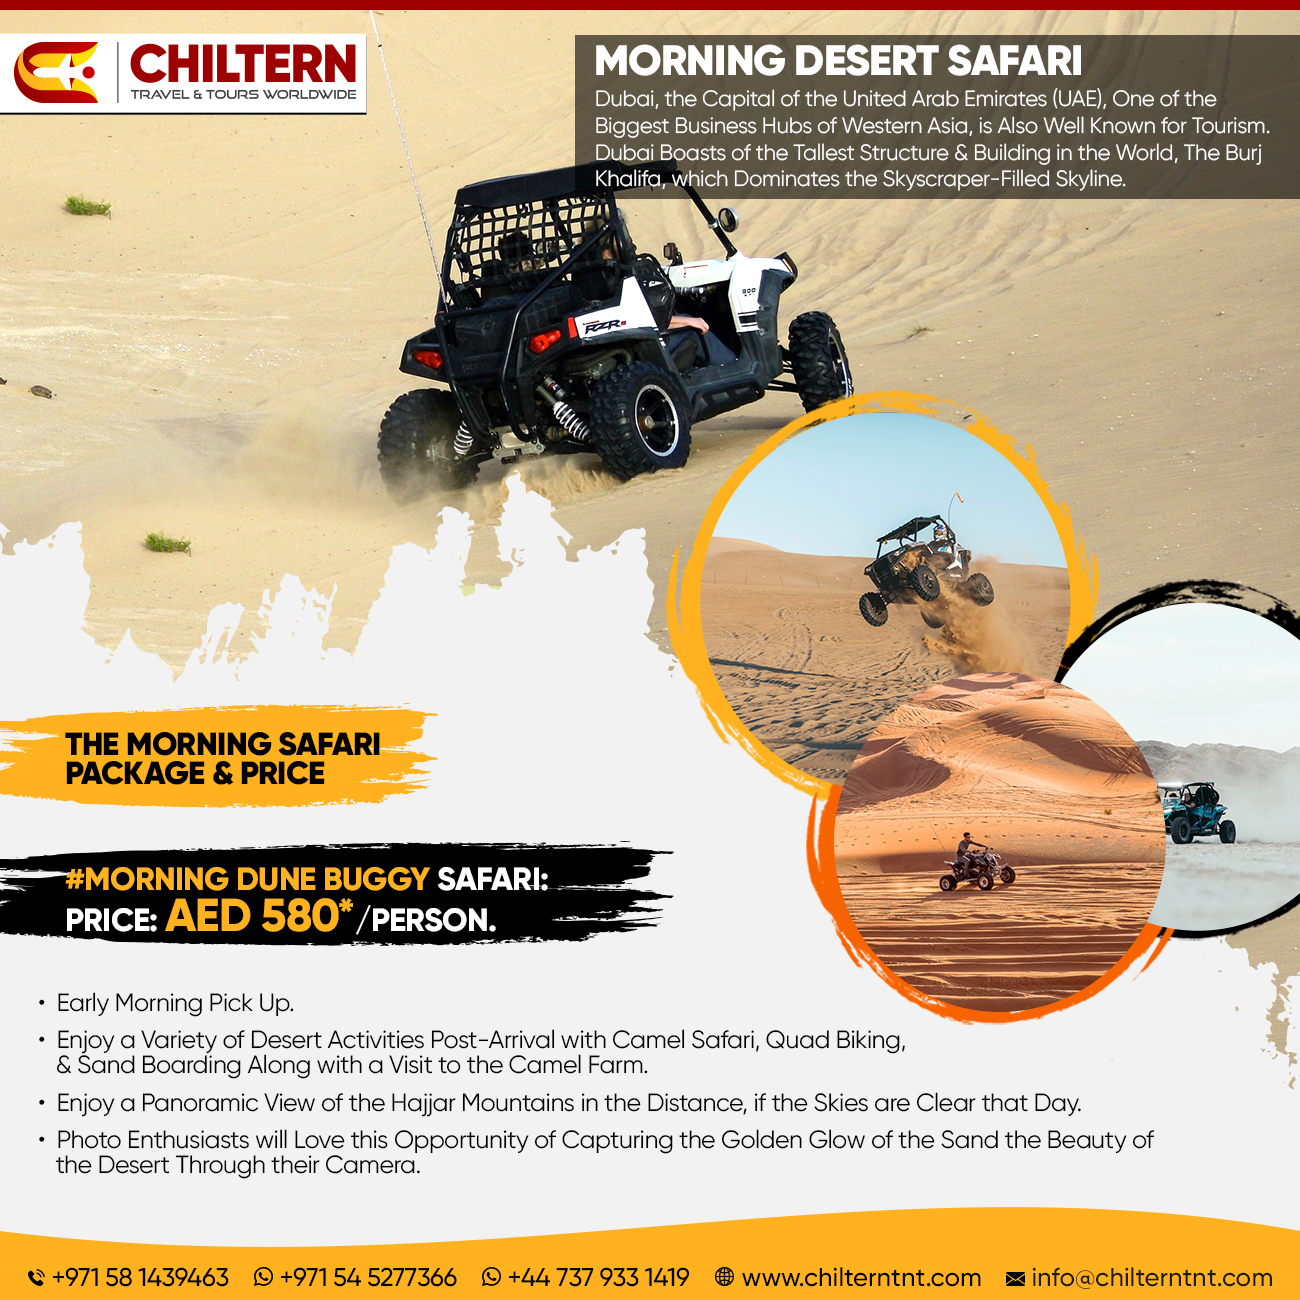 CHILTERN
TRAVEL & TOURS WORLDWIDE
MORNING DESERT SAFARI
Dubai, the Capital of the United Arab Emirates (UAE), One of the
Biggest Business Hubs of Western Asia, is Also Well Known for Tourism.
Dubai Boasts of the Tallest Structure & Building in the World, The Burj
Khalifa, which Dominates the Skyscraper-Filled Skyline.
800
RZR
THE MORNING SAFARI
PACKAGE & PRICE
#MORNING DUNE BUGGY SAFARI:
PRICE: AED 580*/PERSON.
• Early Morning Pick Up.
• Enjoy a Variety of Desert Activities Post-Arrival with Camel Safari, Quad Biking,
& Sand Boarding Along with a Visit to the Camel Farm.
• Enjoy a Panoramic View of the Hajjar Mountains in the Distance, if the Skies are Clear that Day.
• Photo Enthusiasts will Love this Opportunity of Capturing the Golden Glow of the Sand the Beauty of
the Desert Through their Camera.
+971 58 1439463 +971 54 5277366 +44 737 933 1419 www.chilterntnt.com info@chilterntnt.com